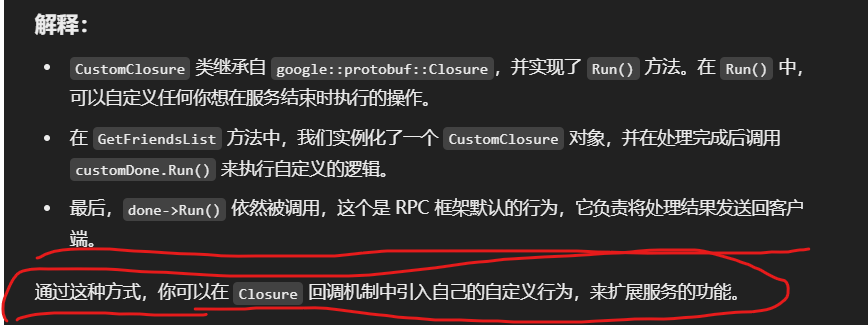 解释：
• CustomClosure 类继承自 google::protobuf::Closure，并实现了 Run() 方法。在 Run() 中，
可以自定义任何你想在服务结束时执行的操作。
• 在 GetFriendsList 方法中，我们实例化了一个 CustomClosure 对象，并在处理完成后调用
customDone.Run() 来执行自定义的逻辑。
• 最后，done->Run() 依然被调用，这个是 RPC 框架默认的行为，它负责将处理结果发送回客户
端。
通过这种方式，你可以在 Closure 回调机制中引入自己的自定义行为，来扩展服务的功能。